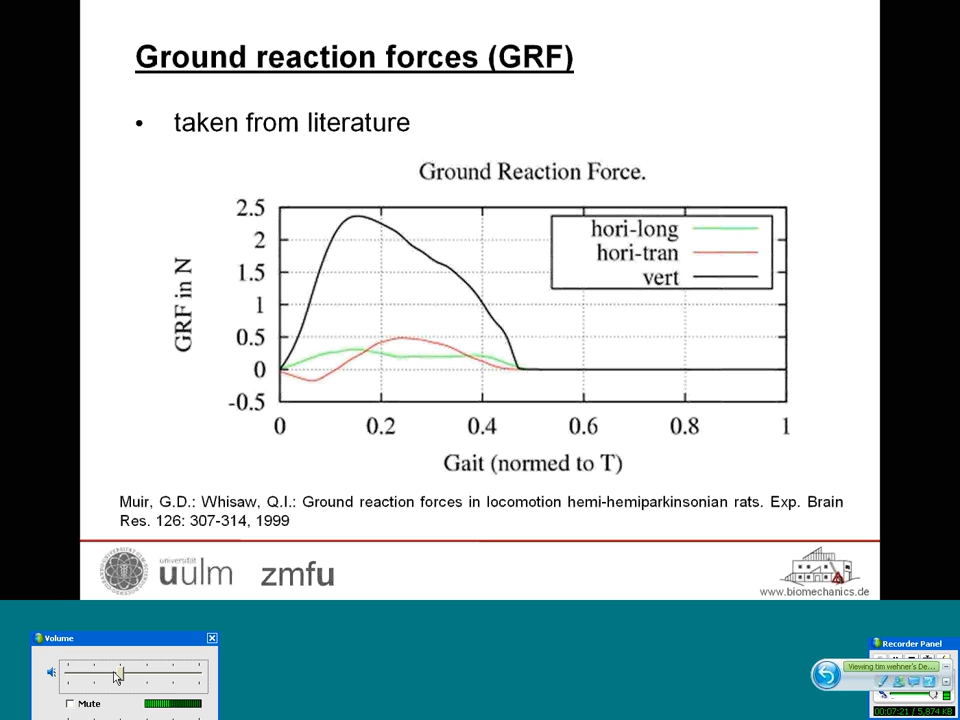 Ground reaction forces (GRF)
• taken from literature
Ground Reaction Force.
2.5
2
1.5
1
0.5
0
-0.5
GRF in N
hori-long
hori-tran
vert
0 0.2 0.4 0.6 0.8 1
Gait (normed to T)
Muir, G.D.: Whisaw, Q.I.: Ground reaction forces in locomotion hemi-hemiparkinsonian rats. Exp. Brain
Res. 126: 307-314, 1999
universität
uulm zmfu
www.biomechanics.de
Volume
Mute
Recorder Panel
Viewing tim wehner's De...
00:07:21 / 5,874 KB